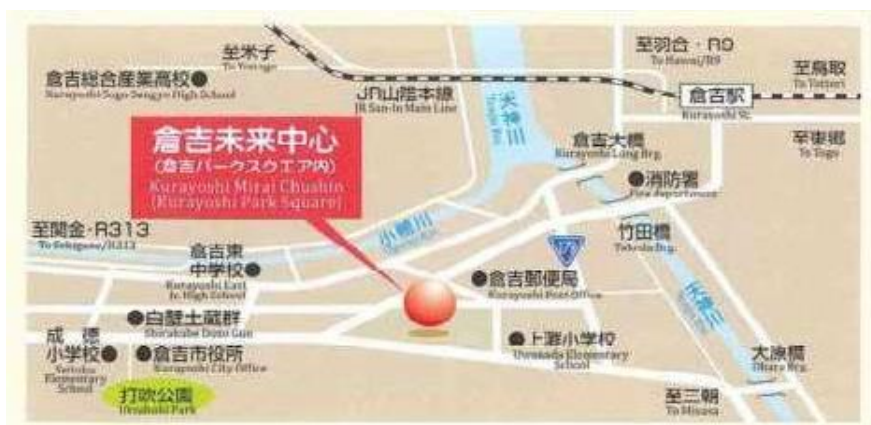 至米子
To Yonago
倉吉総合産業高校
Kurayoshi Sogo Sangyo High School
JR山陰本線
JR San-In Main Line
天神川
至羽合・R9
To Hawai/R9
至鳥取
To Tottori
倉吉駅
Kurayoshi St.
至東郷
To Togo
倉吉未来中心
(倉吉パークスクエア内)
Kurayoshi Mirai Chushin
(Kurayoshi Park Square)
倉吉大橋
Kurayoshi Long Brg.
消防署
Fire department
竹田橋
Takeda Brg.
小鴨川
至関金・R313
To Sekigane/R313
倉吉東
中学校
Kurayoshi East
Jr. High School
倉吉郵便局
Kurayoshi Post Office
天神川
白壁土蔵群
Shirakabe Dozo Gun
成徳
小学校
Seitoku
Elementary
School
倉吉市役所
Kurayoshi City Office
打吹公園
Utsubuki Park
上灘小学校
Uwanada Elementary
School
大原橋
Ohara Brg.
至三朝
To Misasa